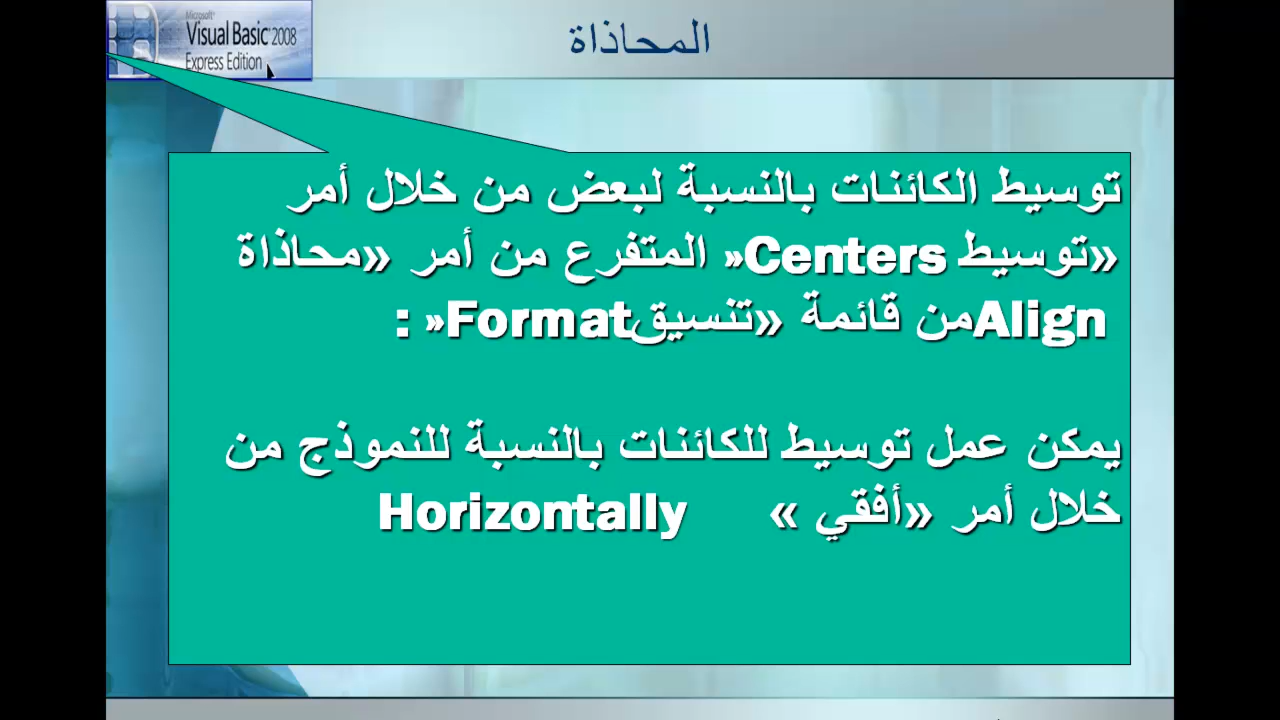 Microsoft
Visual Basic 2008
Express Edition
المحاذاة
توسيط الكائنات بالنسبة لبعض من خلال أمر
«توسيط Centers» المتفرع من أمر «محاذاة
Alignمن قائمة «تنسيقFormat» :
يمكن عمل توسيط للكائنات بالنسبة للنموذج من
خلال أمر «أفقي » Horizontally